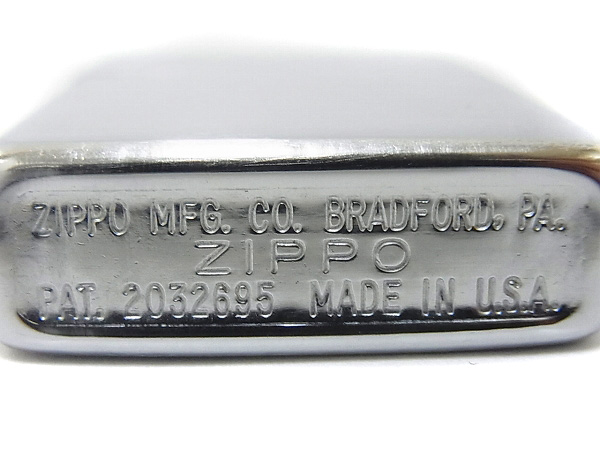 ZIPPO MFG. CO. BRADFORD, PA.
ZIPPO
PAT. 2032695 MADE IN U.S.A.